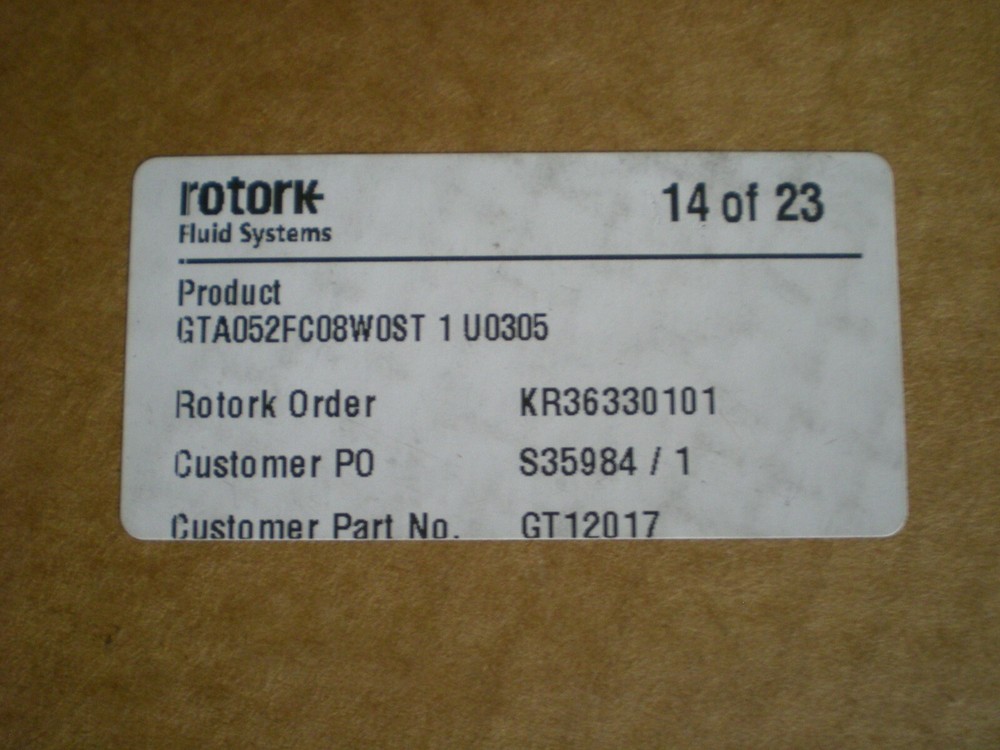 rotork
14 of 23
Fluid Systems
Product
GTA052FC08W0ST 1 U0305
Rotork Order KR36330101
Customer PO S35984 / 1
Customer Part No. GT12017